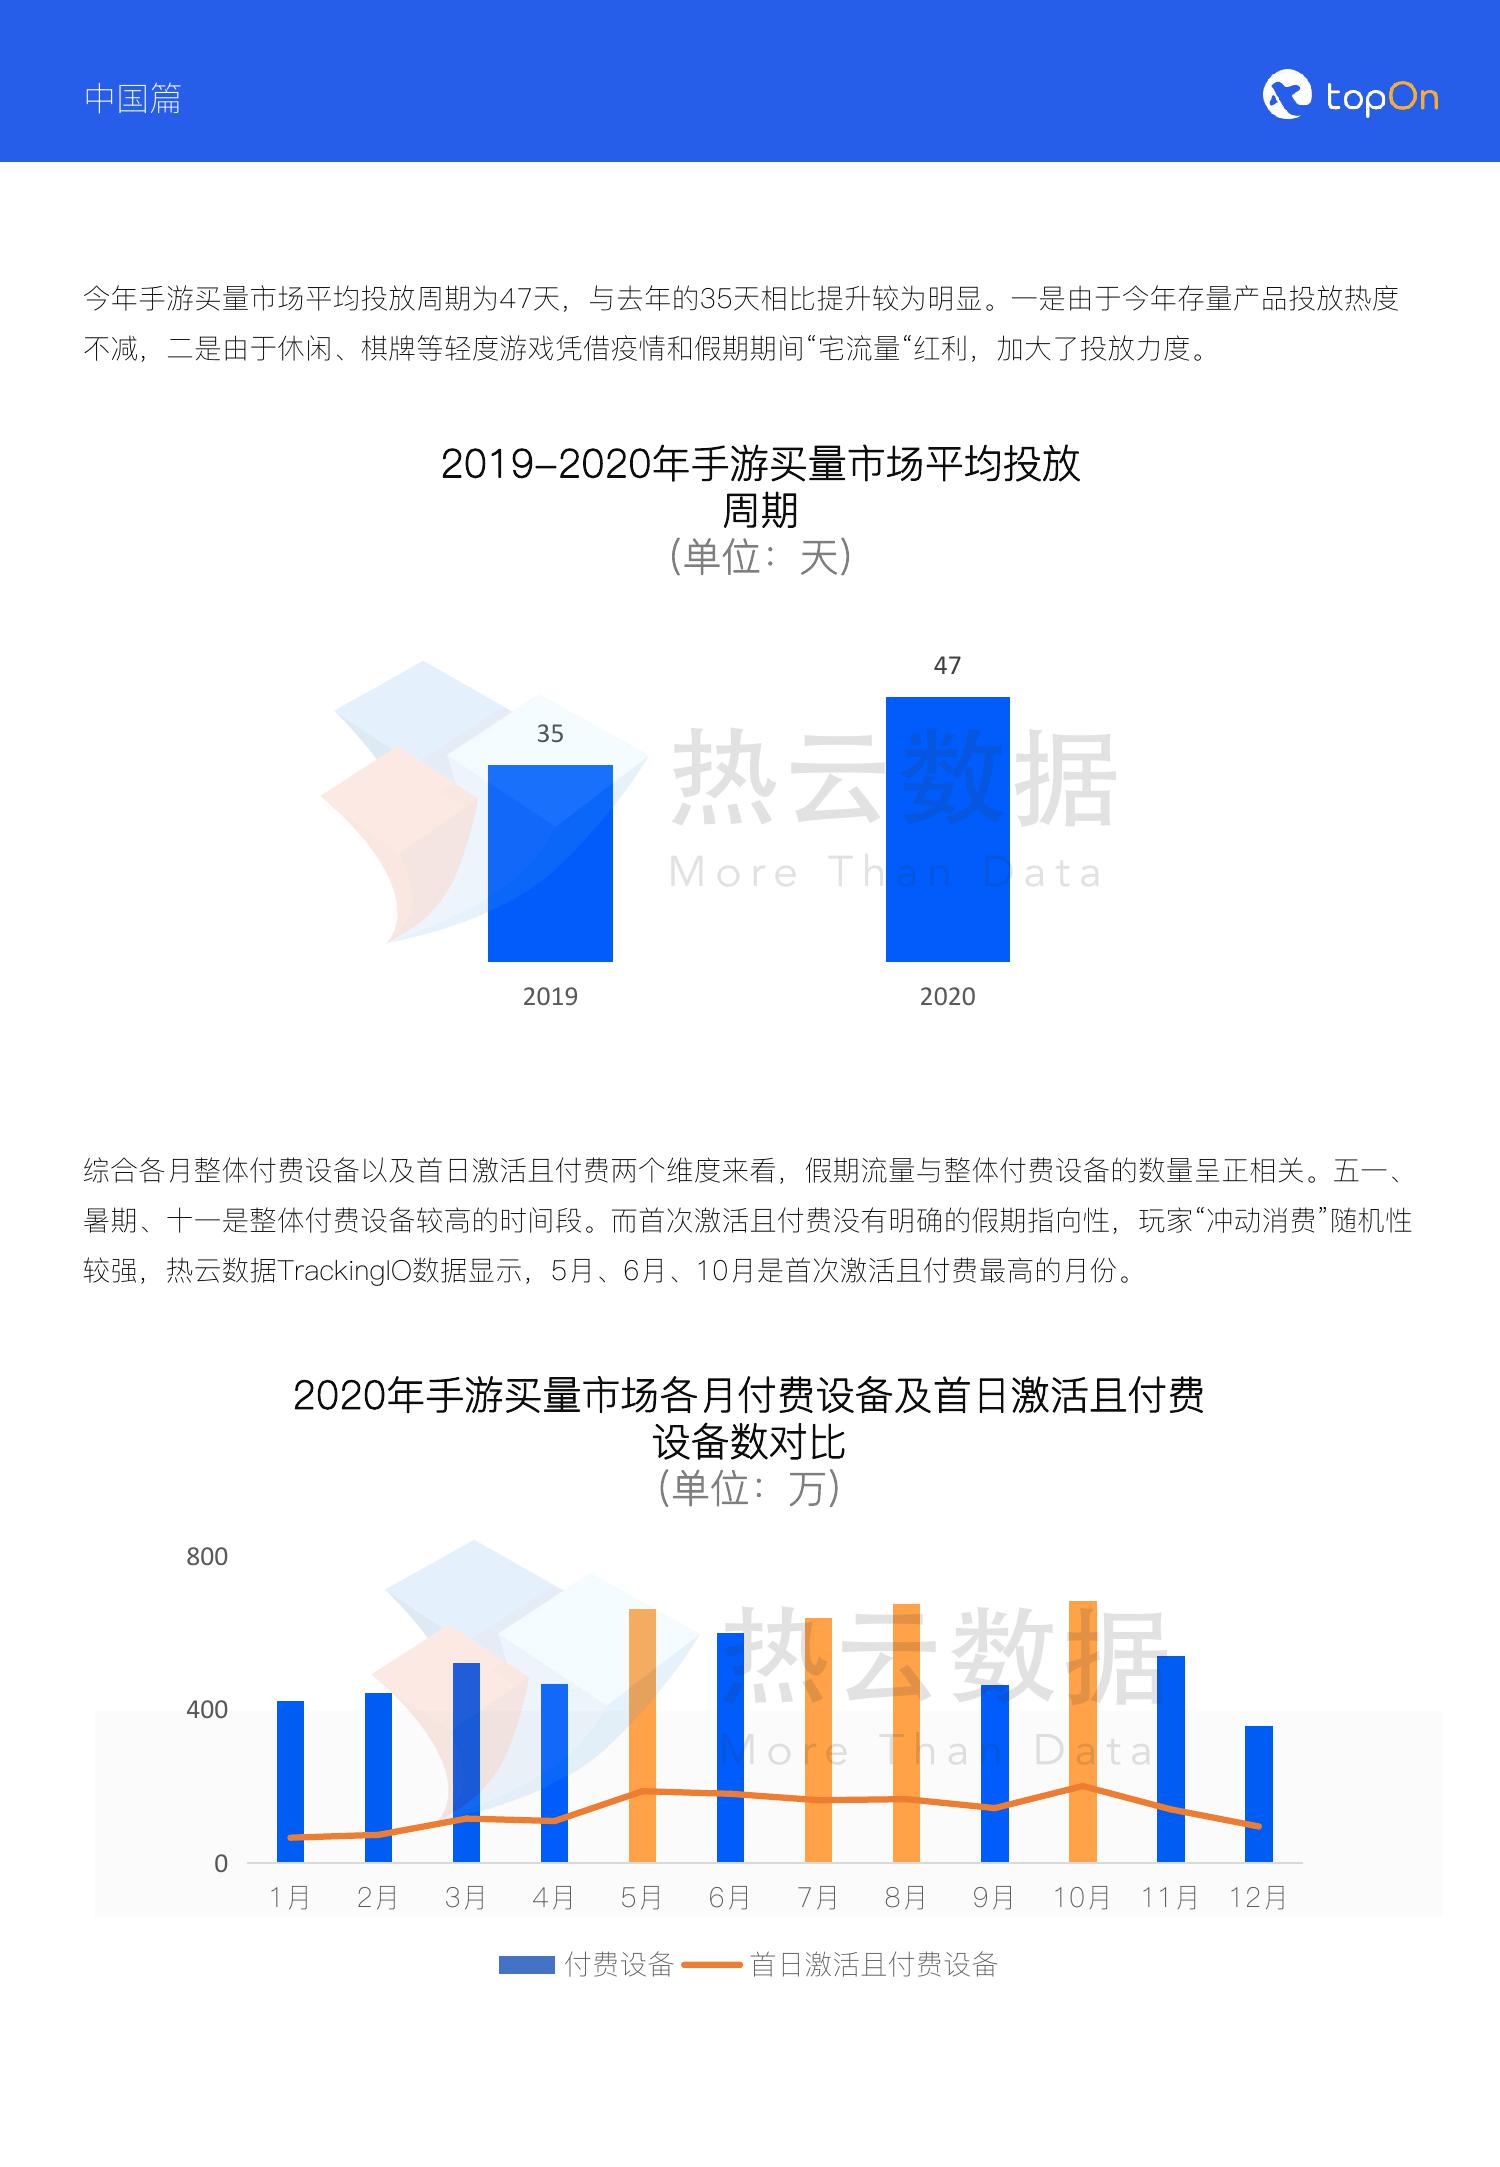 中国篇
topOn
今年手游买量市场平均投放周期为47天，与去年的35天相比提升较为明显。一是由于今年存量产品投放热度
不减，二是由于休闲、棋牌等轻度游戏凭借疫情和假期期间“宅流量“红利，加大了投放力度。
2019-2020年手游买量市场平均投放
周期
（单位：天）
47
35
热云数据
More Than Data
2019
2020
综合各月整体付费设备以及首日激活且付费两个维度来看，假期流量与整体付费设备的数量呈正相关。五一、
暑期、十一是整体付费设备较高的时间段。而首次激活且付费没有明确的假期指向性，玩家“冲动消费”随机性
较强，热云数据TrackingIO数据显示，5月、6月、10月是首次激活且付费最高的月份。
2020年手游买量市场各月付费设备及首日激活且付费
设备数对比
（单位：万）
800
热云数据
400
More Than Data
0
1月 2月 3月 4月 5月 6月 7月 8月 9月 10月 11月 12月
付费设备 首日激活且付费设备